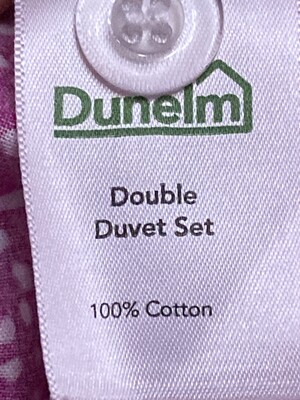 Dunelm
Double
Duvet Set
100% Cotton